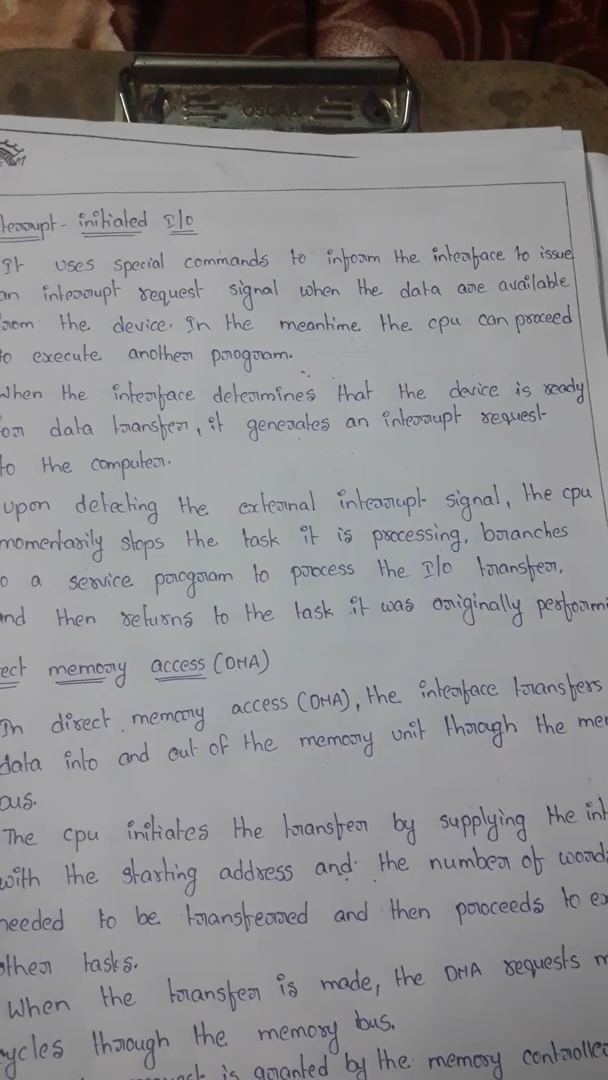 OSCAR
terrupt - initiated I/O
It uses special commands to inform the interface to issue
an interrupt request signal when the data are available
rom the device. In the meantime the cpu can proceed
to execute another program.
When the interface determines that the device is ready
or data transfer, it generates an interrupt request
to the computer.
upon detecting the external interrupt signal, the cpu
momentarily stops the task it is processing, branches
o a service program to process the I/O transfer,
nd then returns to the task it was originally performi
ect memory access (DMA)
In direct memory access (DMA), the interface transfers
data into and out of the memory unit through the me
bus.
The cpu initiates the transfer by supplying the int
with the starting address and the number of word
needed to be transferred and then proceeds to ex
other tasks.
When the transfer is made, the DMA requests m
ycles through the memory bus.
is granted by the memory controlle